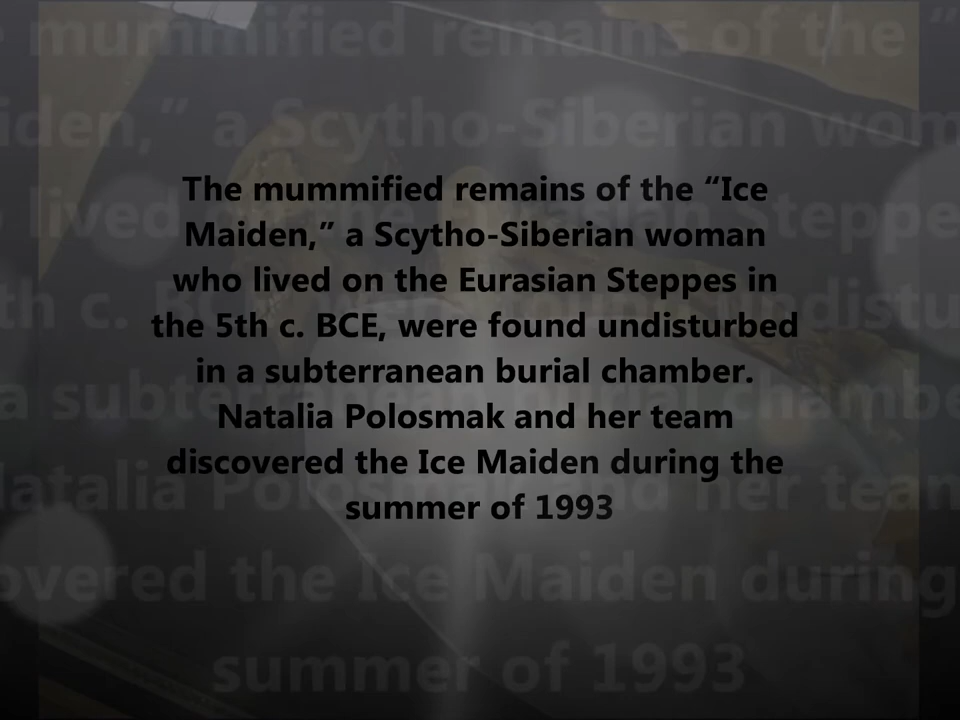 The mummified remains of the “Ice
Maiden,” a Scytho-Siberian woman
who lived on the Eurasian Steppes in
the 5th c. BCE, were found undisturbed
in a subterranean burial chamber.
Natalia Polosmak and her team
discovered the Ice Maiden during the
summer of 1993